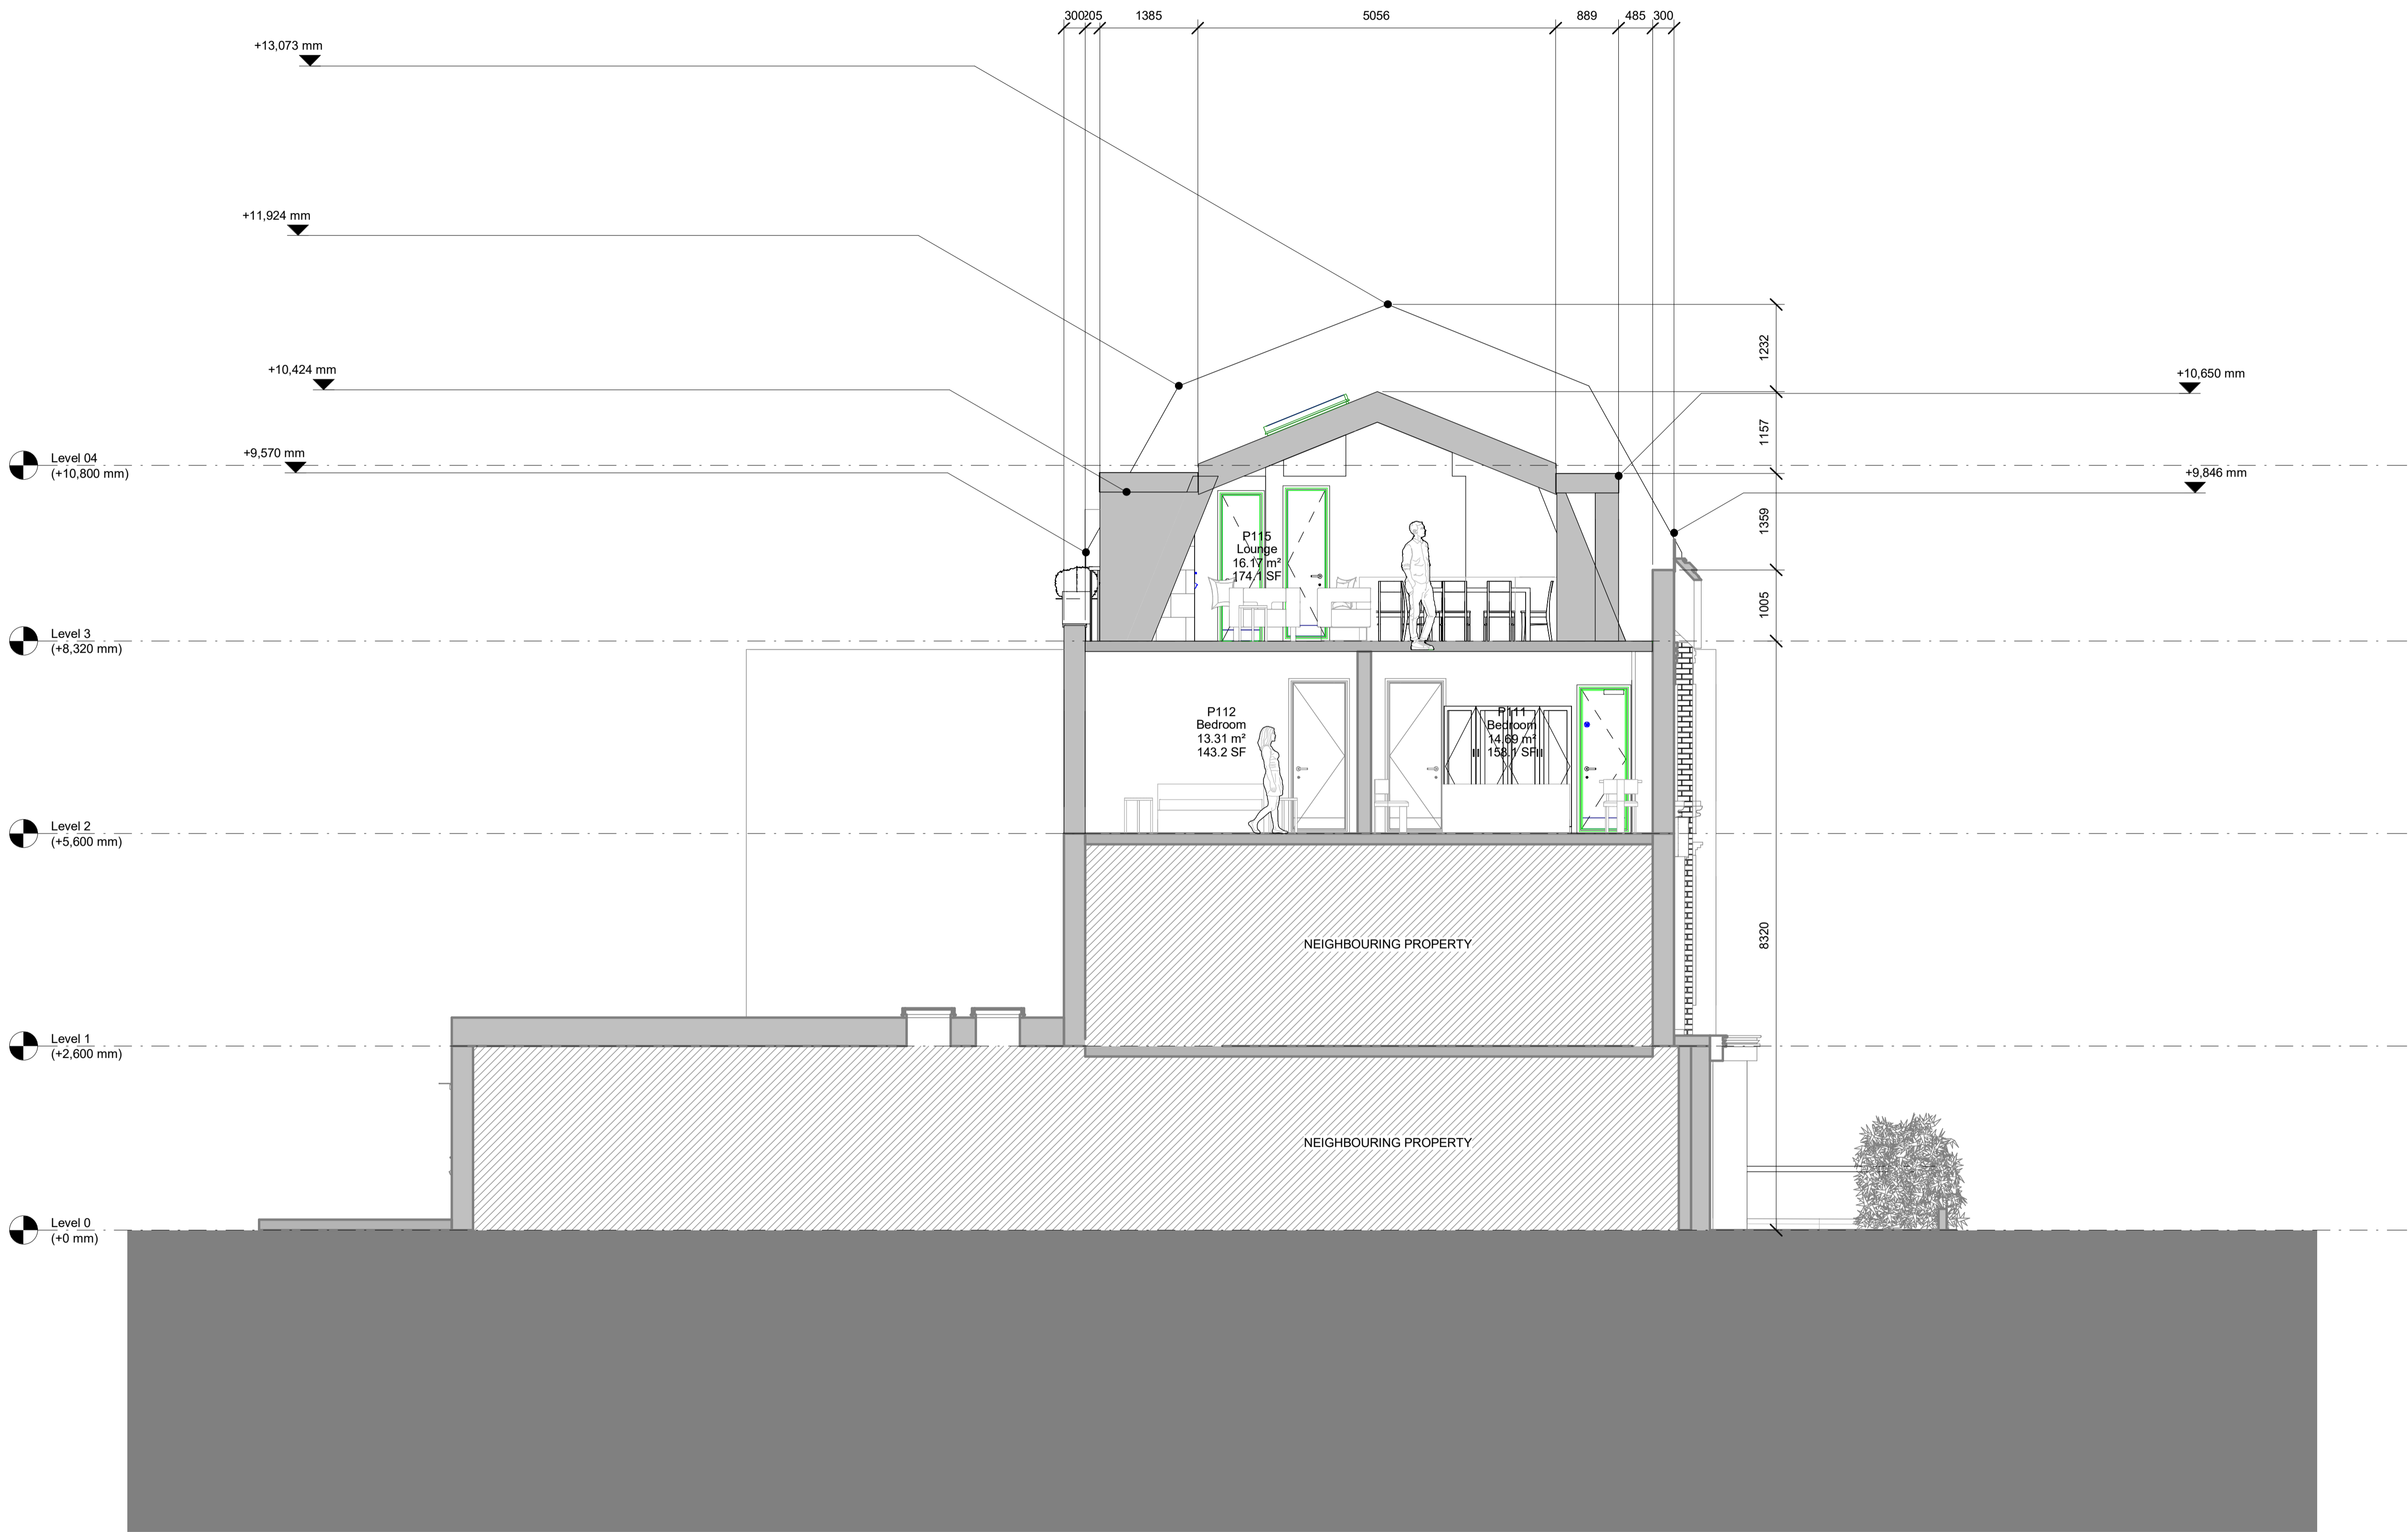 300
205
1385
5056
889
485
300
+13,073 mm
+11,924 mm
+10,424 mm
+10,650 mm
+9,570 mm
+9,846 mm
1232
1157
1359
1005
8320
Level 04
(+10,800 mm)
P115
Lounge
16.17 m²
174.1 SF
Level 3
(+8,320 mm)
P112
Bedroom
13.31 m²
143.2 SF
P111
Bedroom
14.69 m²
158.1 SF
Level 2
(+5,600 mm)
NEIGHBOURING PROPERTY
Level 1
(+2,600 mm)
NEIGHBOURING PROPERTY
Level 0
(+0 mm)